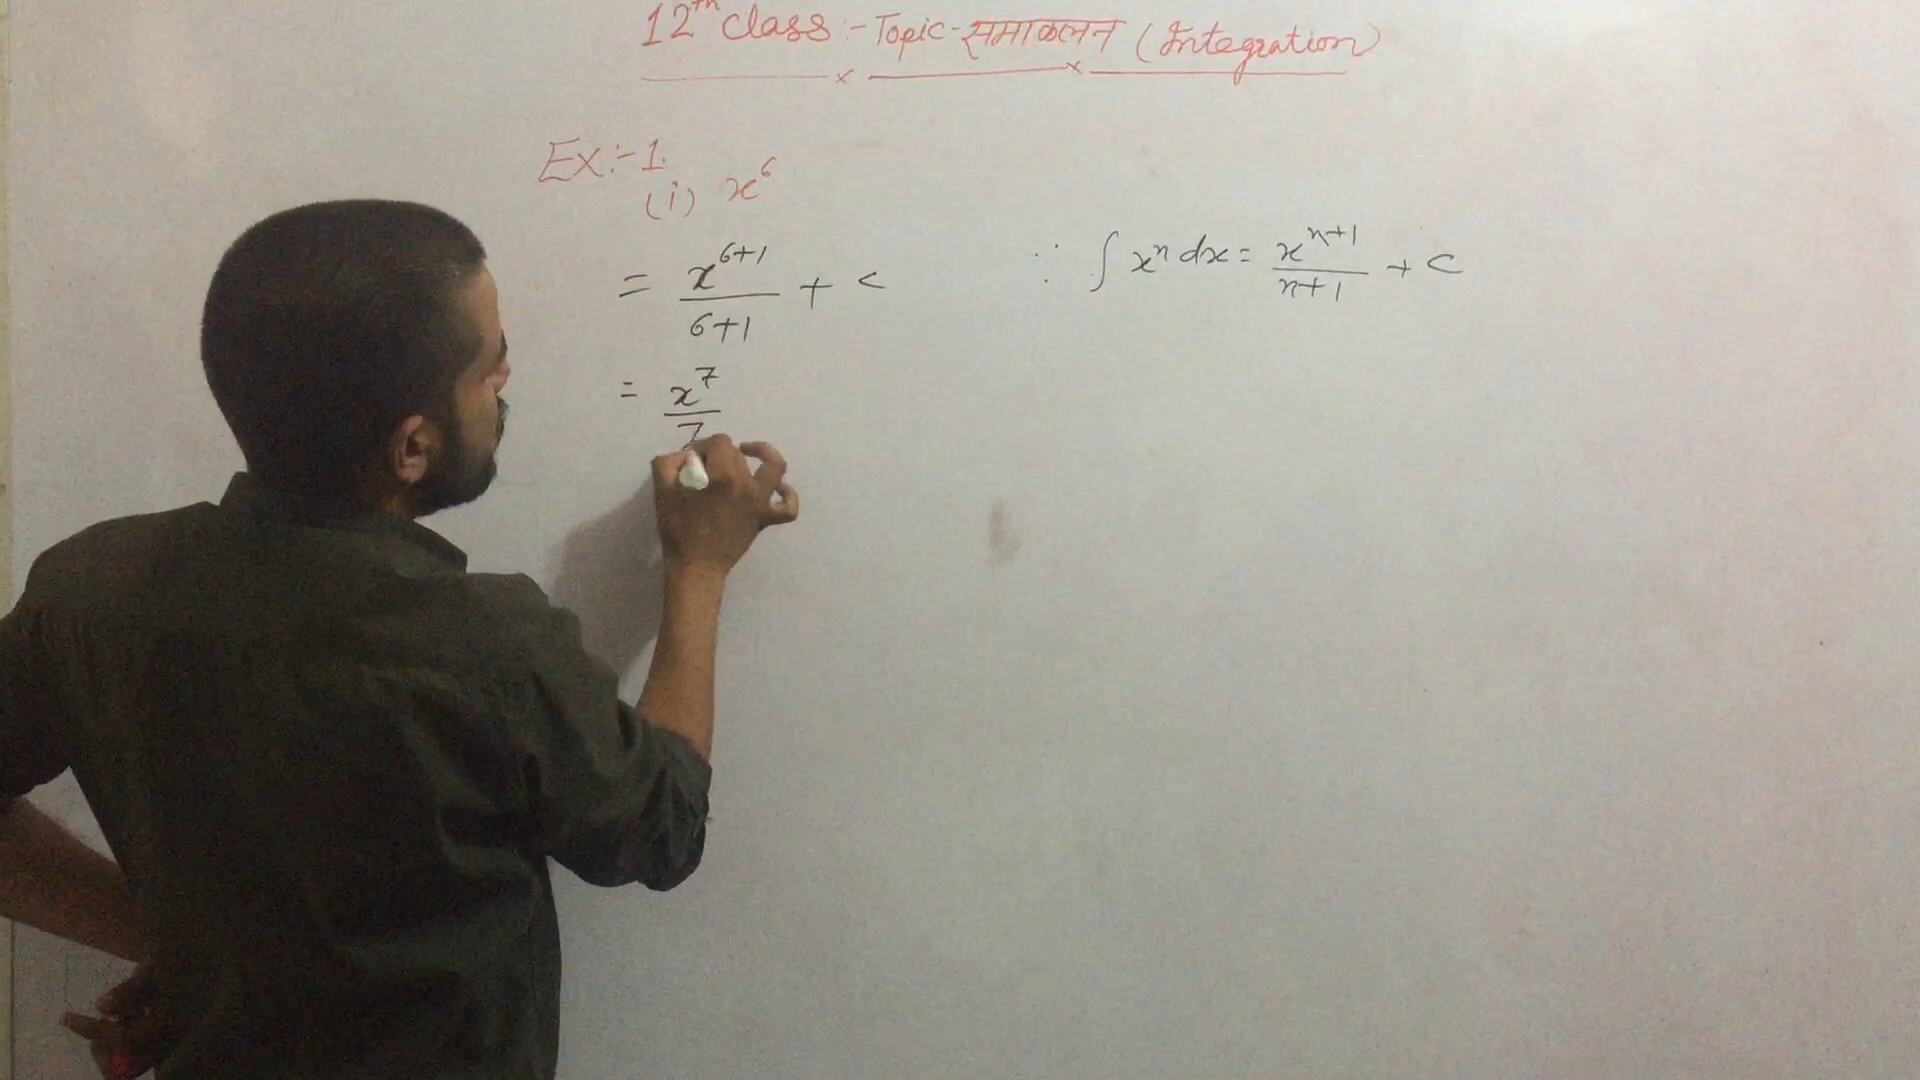 12th Class :- Topic - समाकलन (Integration)
Ex:- 1.
(i) x^6
= x^(6+1)/(6+1) + c
∵ ∫ x^n dx = x^(n+1)/(n+1) + c
= x^7/7